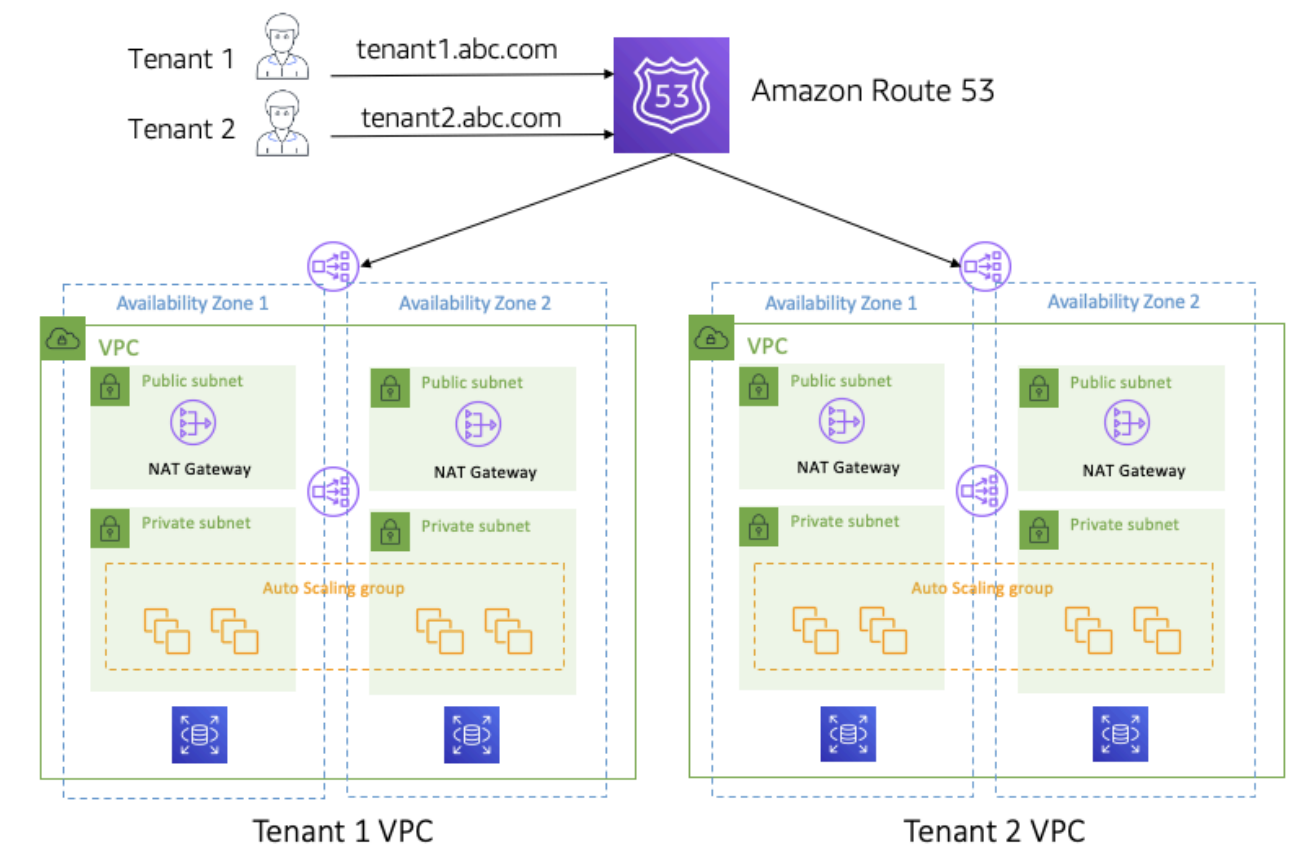 Tenant 1
tenant1.abc.com
Tenant 2
tenant2.abc.com
53
Amazon Route 53
Availability Zone 1
Availability Zone 2
VPC
Public subnet
NAT Gateway
Public subnet
NAT Gateway
Private subnet
Private subnet
Auto Scaling group
Tenant 1 VPC
Availability Zone 1
Availability Zone 2
VPC
Public subnet
NAT Gateway
Public subnet
NAT Gateway
Private subnet
Private subnet
Auto Scaling group
Tenant 2 VPC